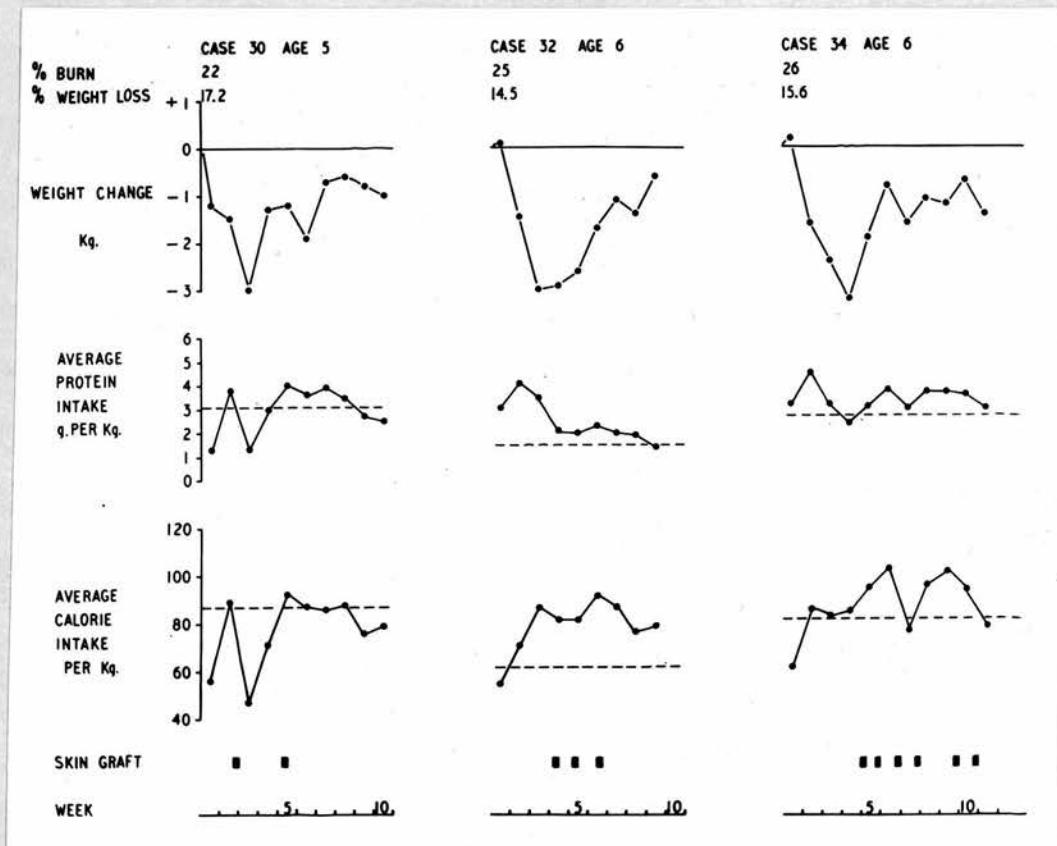 CASE 30 AGE 5 CASE 32 AGE 6 CASE 34 AGE 6
% BURN 22 25 26
% WEIGHT LOSS 17.2 14.5 15.6
+ 1
0
WEIGHT CHANGE - 1
Kg. - 2
- 3
6
AVERAGE 5
PROTEIN 4
INTAKE 3
g. PER Kg. 2
1
0
120
100
AVERAGE
CALORIE 80
INTAKE
PER Kg. 60
40
SKIN GRAFT
WEEK 5 10 5 10 5 10